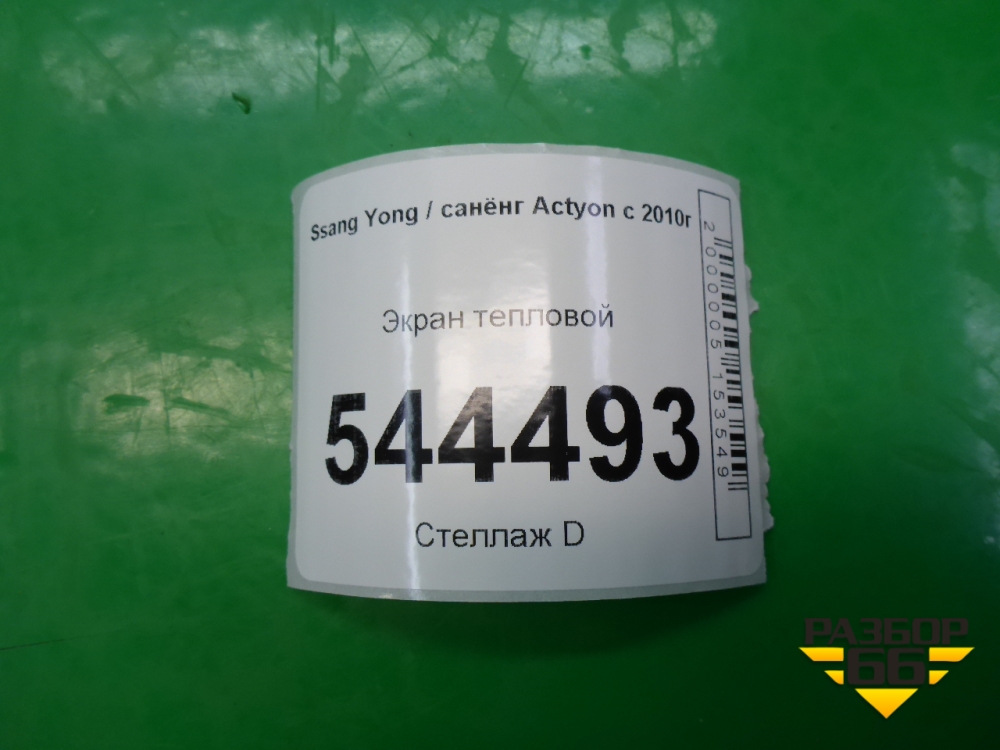 Ssang Yong / санёнг Actyon с 2010г
Экран тепловой
544493
Стеллаж D
2000005153549
РАЗБОР
66